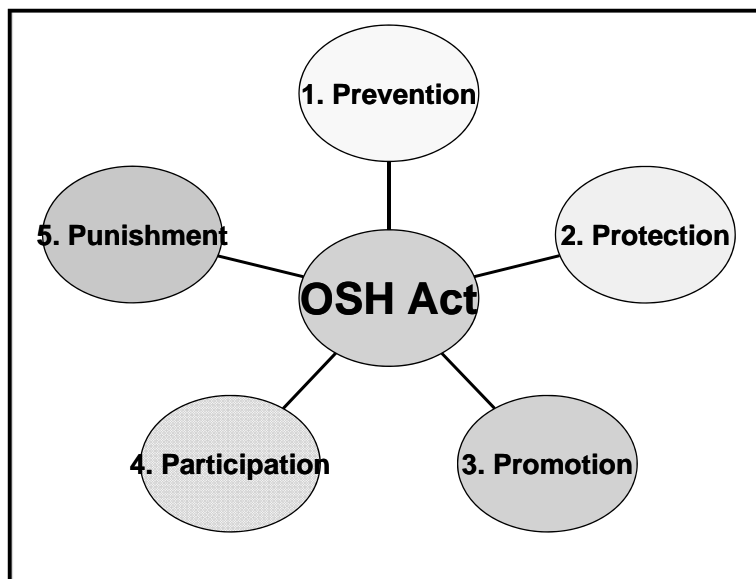 1. Prevention
5. Punishment
2. Protection
OSH Act
4. Participation
3. Promotion